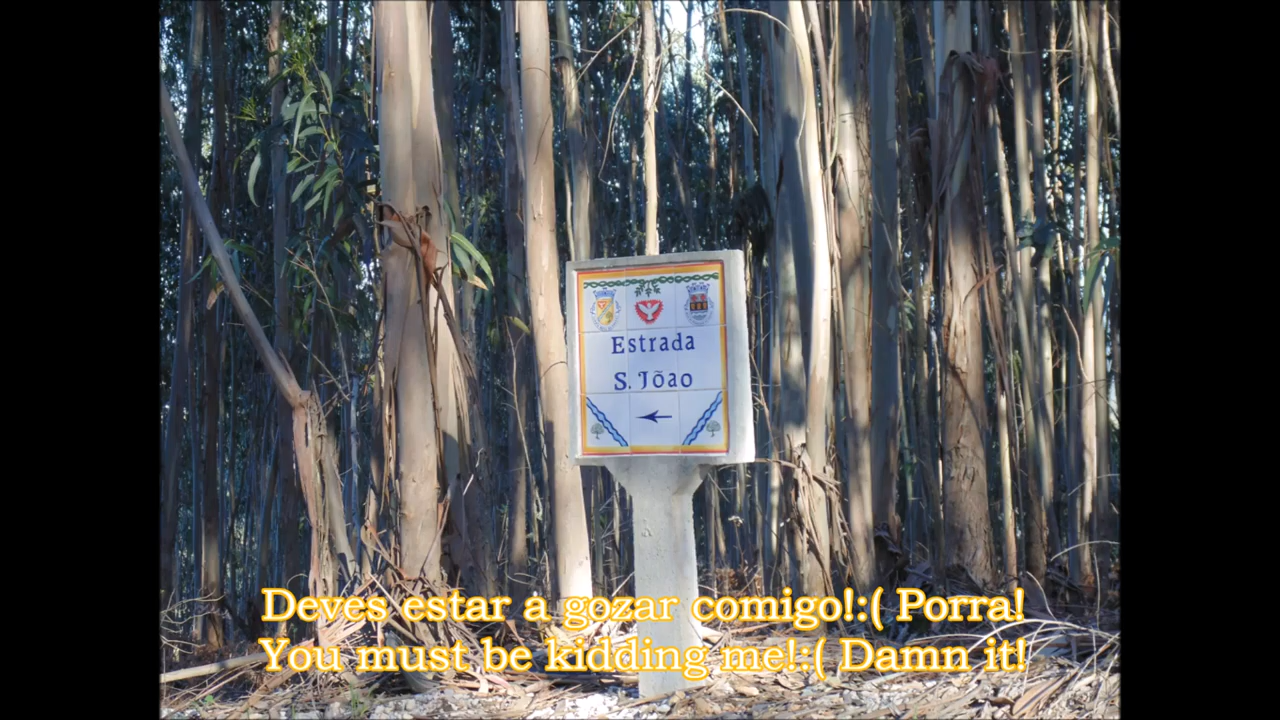 Estrada
S. Jõao
Deves estar a gozar comigo!:( Porra!
You must be kidding me!:( Damn it!